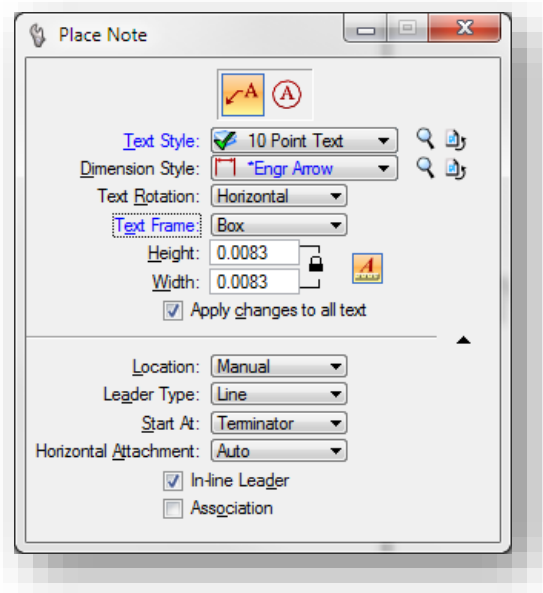 Place Note
A A
Text Style: 10 Point Text
Dimension Style: *Engr Arrow
Text Rotation: Horizontal
Text Frame: Box
Height: 0.0083
A
Width: 0.0083
Apply changes to all text
Location: Manual
Leader Type: Line
Start At: Terminator
Horizontal Attachment: Auto
In-line Leader
Association